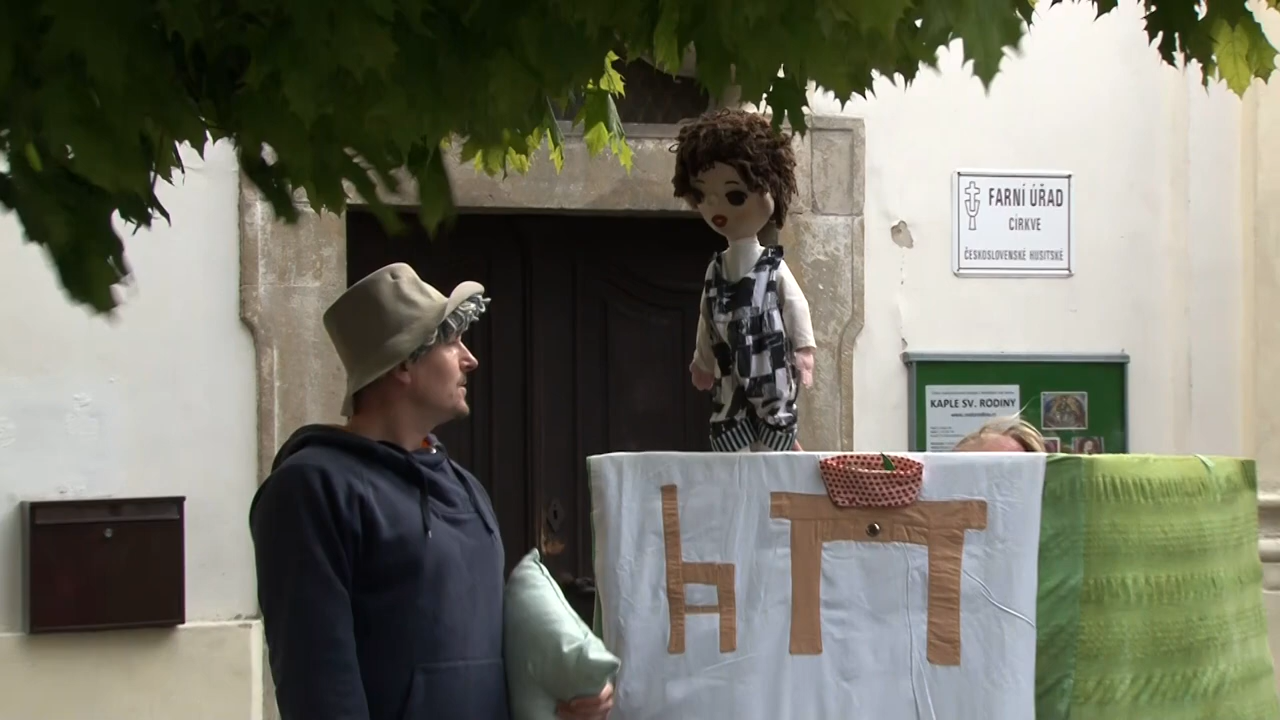 FARNÍ ÚŘAD
CÍRKVE
ČESKOSLOVENSKÉ HUSITSKÉ
KAPLE SV. RODINY